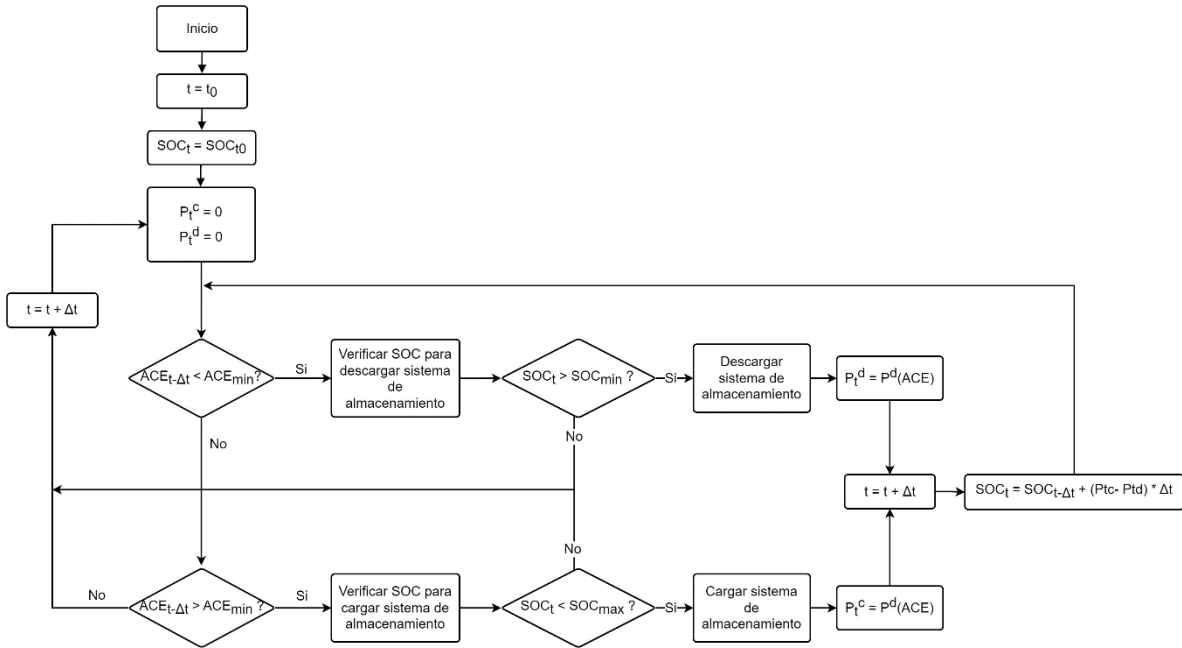 Inicio
t = t0
SOCt = SOCt0
Ptc = 0
Ptd = 0
t = t + Δt
ACEt-Δt < ACEmin?
Si
Verificar SOC para
descargar sistema
de
almacenamiento
SOCt > SOCmin ?
Si
Descargar
sistema de
almacenamiento
Ptd = Pd(ACE)
No
No
t = t + Δt
SOCt = SOCt-Δt + (Ptc- Ptd) * Δt
No
No
ACEt-Δt > ACEmin ?
Si
Verificar SOC para
cargar sistema de
almacenamiento
SOCt < SOCmax ?
Si
Cargar sistema
de
almacenamiento
Ptc = Pd(ACE)